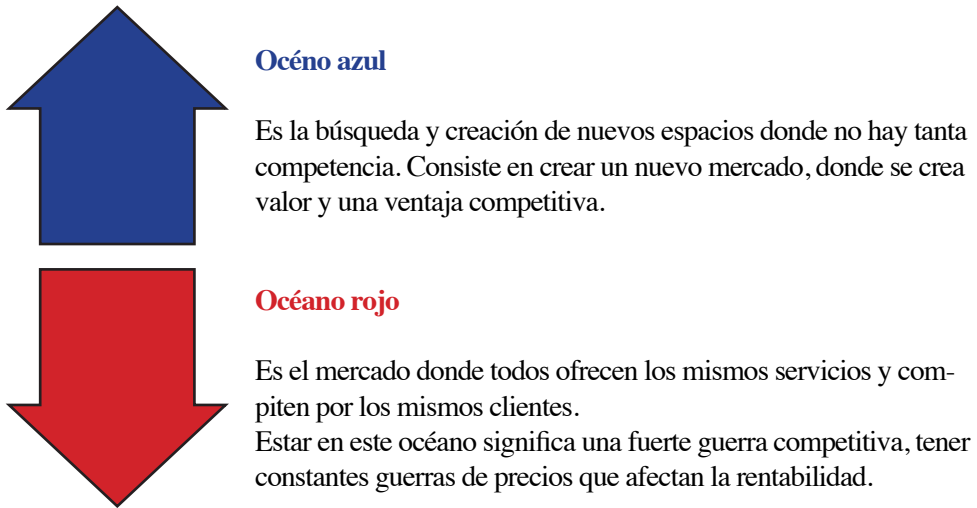 Océno azul
Es la búsqueda y creación de nuevos espacios donde no hay tanta
competencia. Consiste en crear un nuevo mercado, donde se crea
valor y una ventaja competitiva.
Océano rojo
Es el mercado donde todos ofrecen los mismos servicios y com-
piten por los mismos clientes.
Estar en este océano significa una fuerte guerra competitiva, tener
constantes guerras de precios que afectan la rentabilidad.